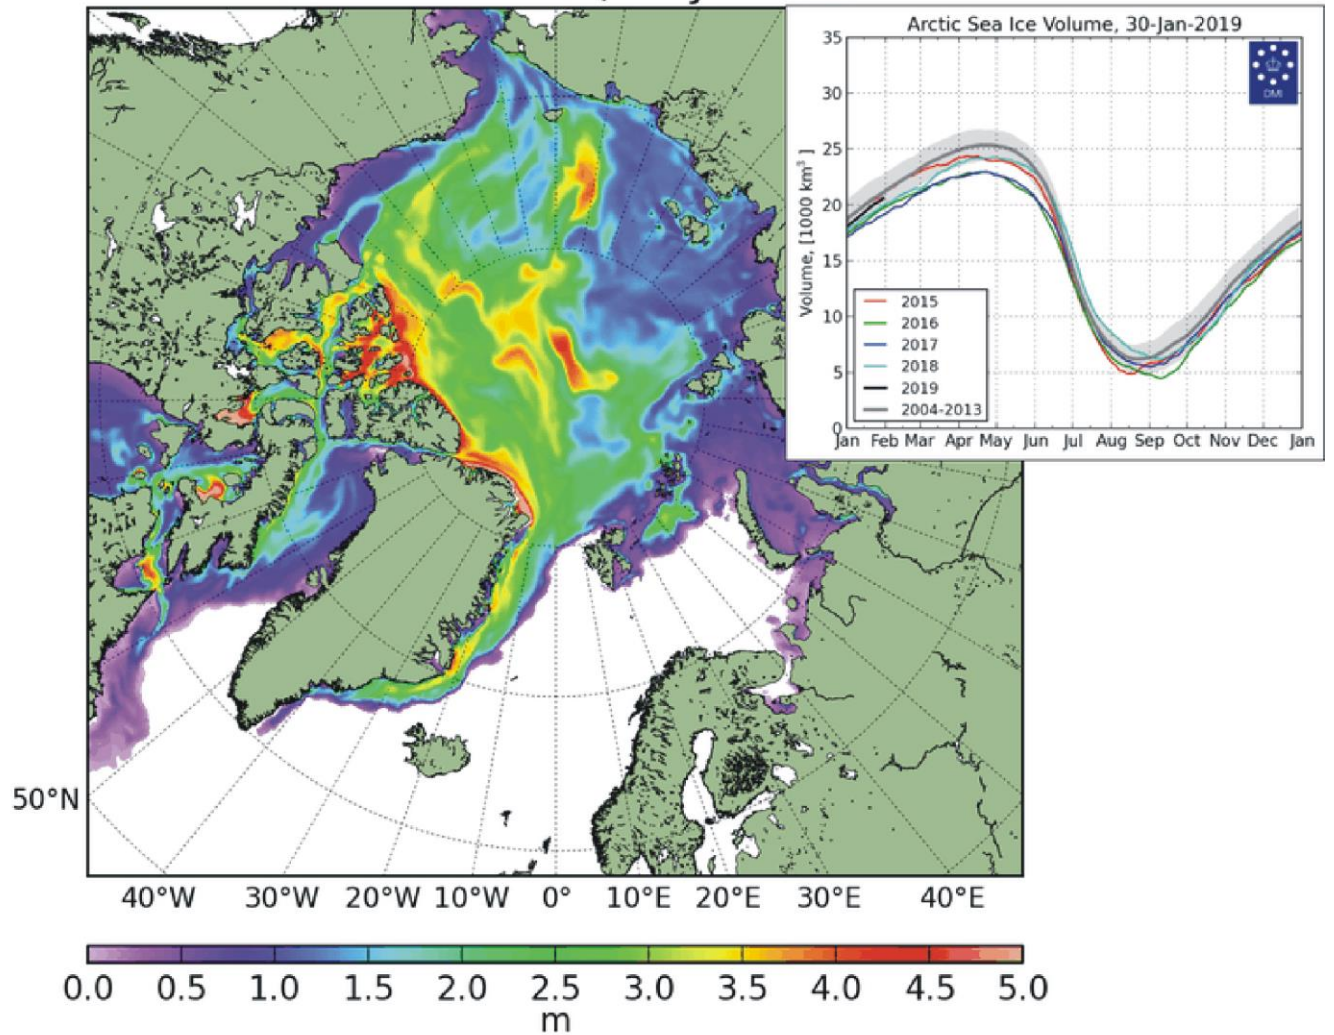 Arctic Sea Ice Volume, 30-Jan-2019
35
30
25
20
15
10
5
0
Volume, [1000 km³ ]
DMI
2015
2016
2017
2018
2019
2004-2013
Jan Feb Mar Apr May Jun Jul Aug Sep Oct Nov Dec Jan
50°N
40°W 30°W 20°W 10°W 0° 10°E 20°E 30°E 40°E
0.0 0.5 1.0 1.5 2.0 2.5 3.0 3.5 4.0 4.5 5.0
m